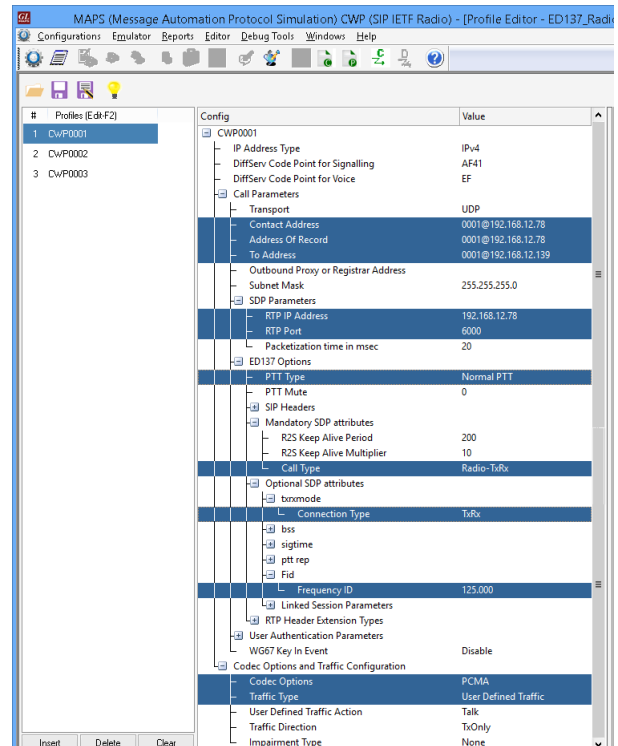 GL MAPS (Message Automation Protocol Simulation) CWP (SIP IETF Radio) - [Profile Editor - ED137_Radi
Configurations Emulator Reports Editor Debug Tools Windows Help
# Profiles (Edit-F2)
1 CWP0001
2 CWP0002
3 CWP0003
Config Value
CWP0001
IP Address Type IPv4
DiffServ Code Point for Signalling AF41
DiffServ Code Point for Voice EF
Call Parameters
Transport UDP
Contact Address 0001@192.168.12.78
Address Of Record 0001@192.168.12.78
To Address 0001@192.168.12.139
Outbound Proxy or Registrar Address
Subnet Mask 255.255.255.0
SDP Parameters
RTP IP Address 192.168.12.78
RTP Port 6000
Packetization time in msec 20
ED137 Options
PTT Type Normal PTT
PTT Mute 0
SIP Headers
Mandatory SDP attributes
R2S Keep Alive Period 200
R2S Keep Alive Multiplier 10
Call Type Radio-TxRx
Optional SDP attributes
txrxmode
Connection Type TxRx
bss
sigtime
ptt rep
Fid
Frequency ID 125.000
Linked Session Parameters
RTP Header Extension Types
User Authentication Parameters
WG67 Key In Event Disable
Codec Options and Traffic Configuration
Codec Options PCMA
Traffic Type User Defined Traffic
User Defined Traffic Action Talk
Traffic Direction TxOnly
Impairment Type None
Insert Delete Clear